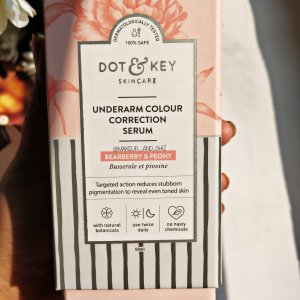 DERMATOLOGICALLY TESTED
100% SAFE
DOT & KEY
SKINCARE
UNDERARM COLOUR
CORRECTION
SERUM
@MAKEUP_AND_GHZ
BEARBERRY & PEONY
Busserole et pivoine
Targeted action reduces stubborn
pigmentation to reveal even toned skin
with natural
botanicals
use twice
daily
no nasty
chemicals